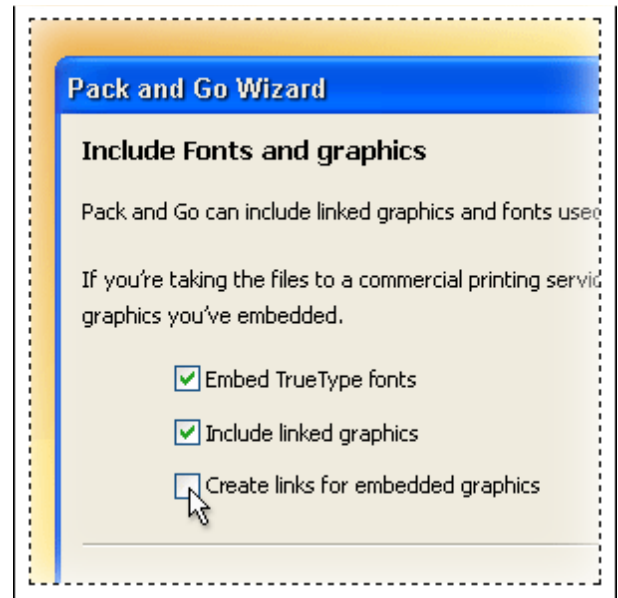 Pack and Go Wizard
Include Fonts and graphics
Pack and Go can include linked graphics and fonts used
If you're taking the files to a commercial printing
graphics you've embedded.
Embed TrueType fonts
Include linked graphics
Create links for embedded graphics